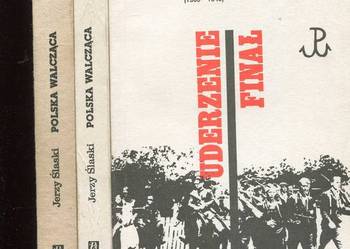 Jerzy Ślaski POLSKA WALCZĄCA
Jerzy Ślaski POLSKA WALCZĄCA
UDERZENIE
FINAŁ